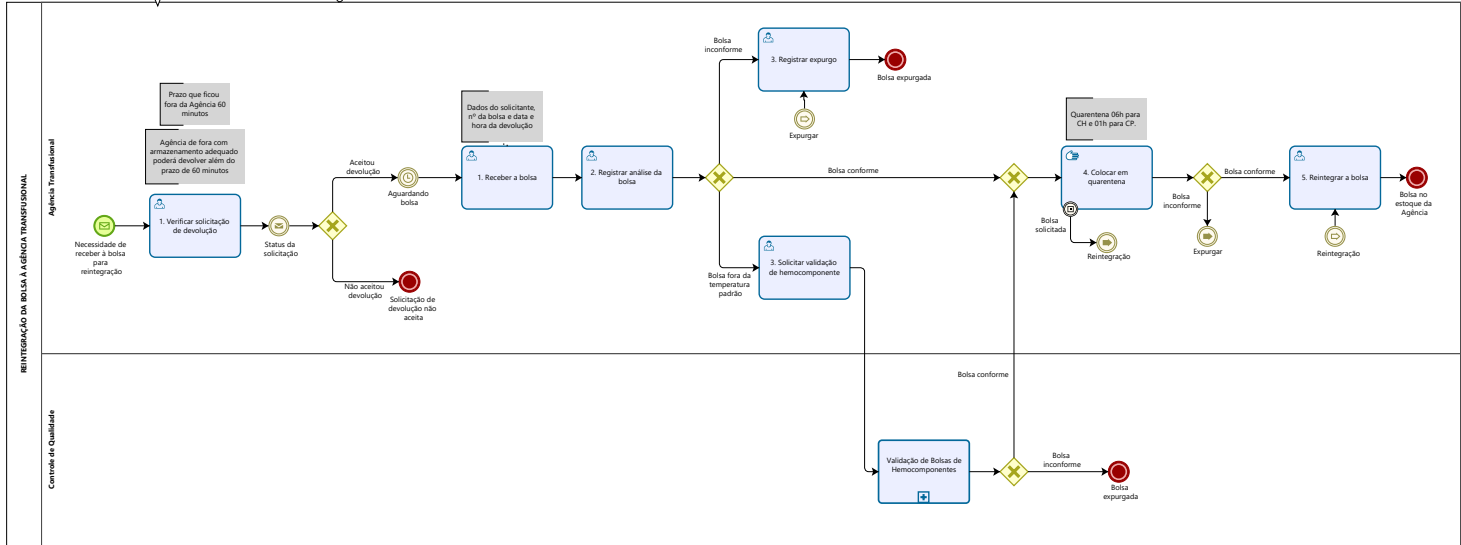 REINTEGRAÇÃO DA BOLSA À AGÊNCIA TRANSFUSIONAL
Agência Transfusional
Prazo que ficou
fora da Agência 60
minutos
Agência de fora com
armazenamento adequado
poderá devolver além do
prazo de 60 minutos
Necessidade de
receber à bolsa
para
reintegração
1. Verificar solicitação
de devolução
Status da
solicitação
Aceitou
devolução
Não aceitou
devolução
Solicitação de
devolução não
aceita
Aguardando
bolsa
Dados do solicitante,
nº da bolsa e data e
hora da devolução
1. Receber a bolsa
2. Registrar análise da
bolsa
Bolsa
inconforme
3. Registrar expurgo
Bolsa expurgada
Expurgar
Bolsa conforme
Bolsa fora da
temperatura
padrão
3. Solicitar validação
de hemocomponente
Quarentena 06h para
CH e 01h para CP.
4. Colocar em
quarentena
Bolsa
solicitada
Reintegração
Bolsa
inconforme
Expurgar
Bolsa conforme
5. Reintegrar a bolsa
Reintegração
Bolsa no
estoque da
Agência
Controle de Qualidade
Bolsa conforme
Validação de Bolsas de
Hemocomponentes
Bolsa
inconforme
Bolsa
expurgada